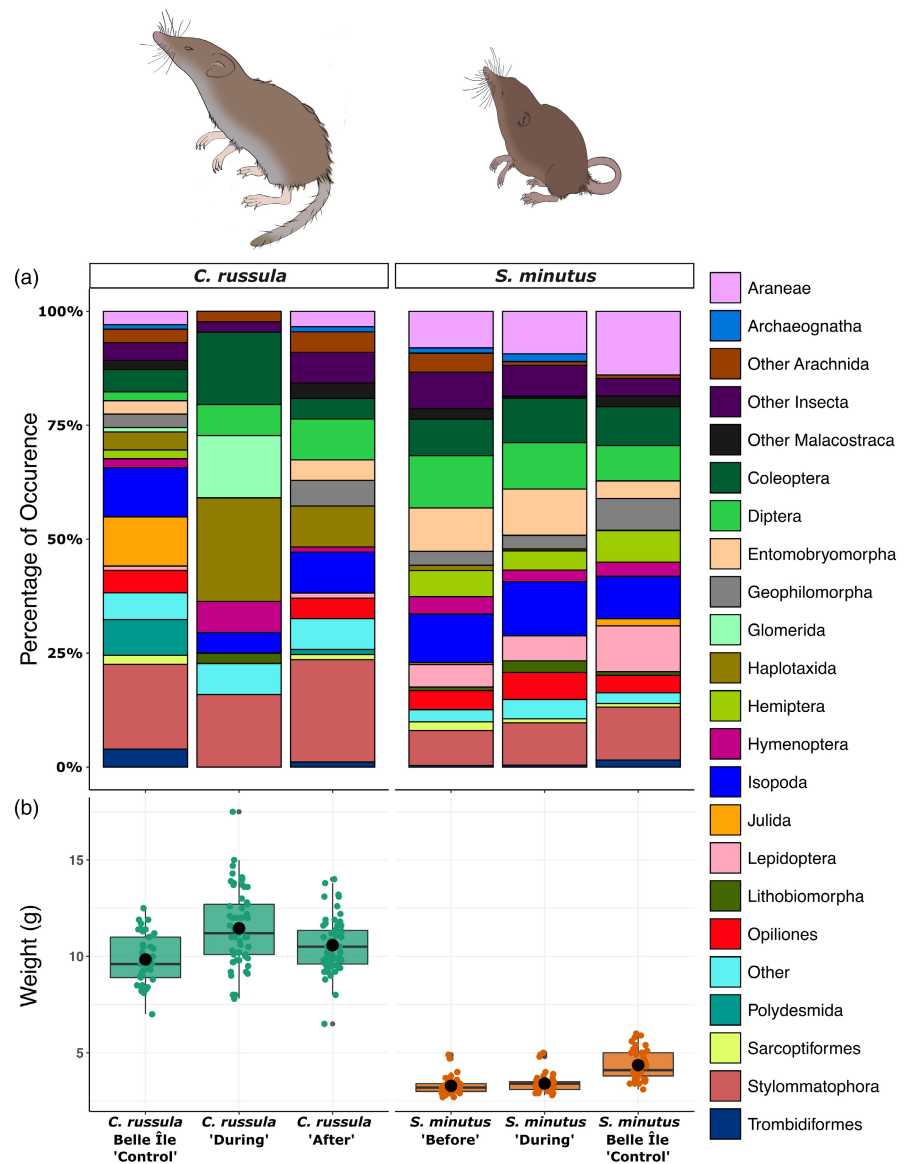 (a)
C. russula
S. minutus
100%
75%
50%
25%
0%
Percentage of Occurence
Araneae
Archaeognatha
Other Arachnida
Other Insecta
Other Malacostraca
Coleoptera
Diptera
Entomobryomorpha
Geophilomorpha
Glomerida
Haplotaxida
Hemiptera
Hymenoptera
Isopoda
Julida
Lepidoptera
Lithobiomorpha
Opiliones
Other
Polydesmida
Sarcoptiformes
Stylommatophora
Trombidiformes
(b)
15
10
5
Weight (g)
C. russula
Belle Île
'Control'
C. russula
'During'
C. russula
'After'
S. minutus
'Before'
S. minutus
'During'
S. minutus
Belle Île
'Control'